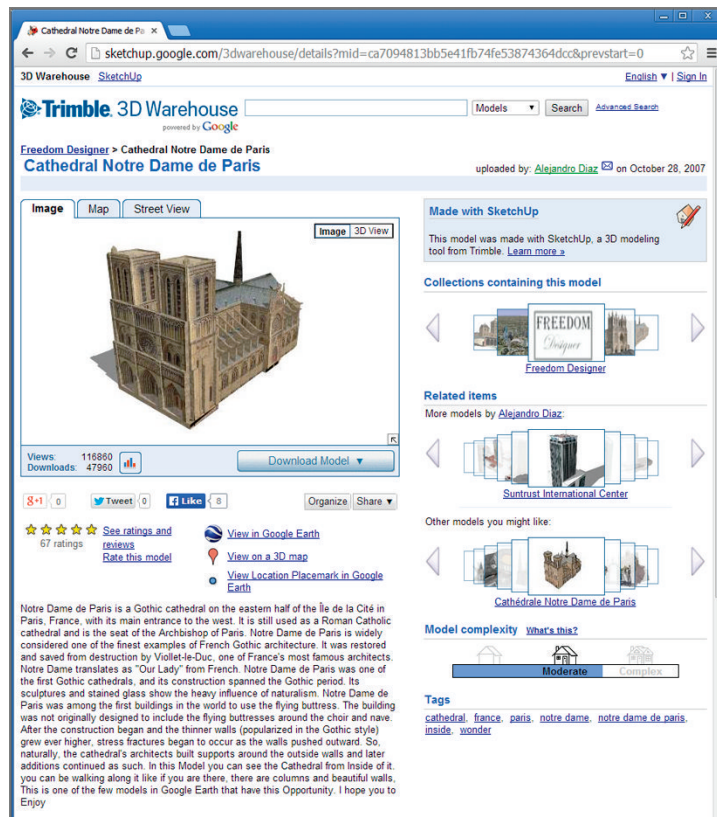 Cathedral Notre Dame de Pa
sketchup.google.com/3dwarehouse/details?mid=ca7094813bb5e41fb74fe53874364dcc&prevstart=0
3D Warehouse SketchUp
English ▼ | Sign In
Trimble. 3D Warehouse
powered by Google
Models ▼ Search Advanced Search
Freedom Designer > Cathedral Notre Dame de Paris
Cathedral Notre Dame de Paris
uploaded by: Alejandro Diaz on October 28, 2007
Image Map Street View
Image 3D View
Views: 116860
Downloads: 47960
Download Model ▼
g+1 0 Tweet 0 Like 8
Organize Share ▼
67 ratings
See ratings and
reviews
Rate this model
View in Google Earth
View on a 3D map
View Location Placemark in Google
Earth
Notre Dame de Paris is a Gothic cathedral on the eastern half of the Île de la Cité in
Paris, France, with its main entrance to the west. It is still used as a Roman Catholic
cathedral and is the seat of the Archbishop of Paris. Notre Dame de Paris is widely
considered one of the finest examples of French Gothic architecture. It was restored
and saved from destruction by Viollet-le-Duc, one of France's most famous architects.
Notre Dame translates as "Our Lady" from French. Notre Dame de Paris was one of
the first Gothic cathedrals, and its construction spanned the Gothic period. Its
sculptures and stained glass show the heavy influence of naturalism. Notre Dame de
Paris was among the first buildings in the world to use the flying buttress. The building
was not originally designed to include the flying buttresses around the choir and nave.
After the construction began and the thinner walls (popularized in the Gothic style)
grew ever higher, stress fractures began to occur as the walls pushed outward. So,
naturally, the cathedral's architects built supports around the outside walls and later
additions continued as such. In this Model you can see the Cathedral from Inside of it.
you can be walking along it like if you are there, there are columns and beautiful walls,
This is one of the few models in Google Earth that have this Opportunity. I hope you to
Enjoy
Made with SketchUp
This model was made with SketchUp, a 3D modeling
tool from Trimble. Learn more »
Collections containing this model
FREEDOM
Designer
Freedom Designer
Related items
More models by Alejandro Diaz:
Suntrust International Center
Other models you might like:
Cathédrale Notre Dame de Paris
Model complexity What's this?
Moderate Complex
Tags
cathedral, france, paris, notre dame, notre dame de paris,
inside, wonder